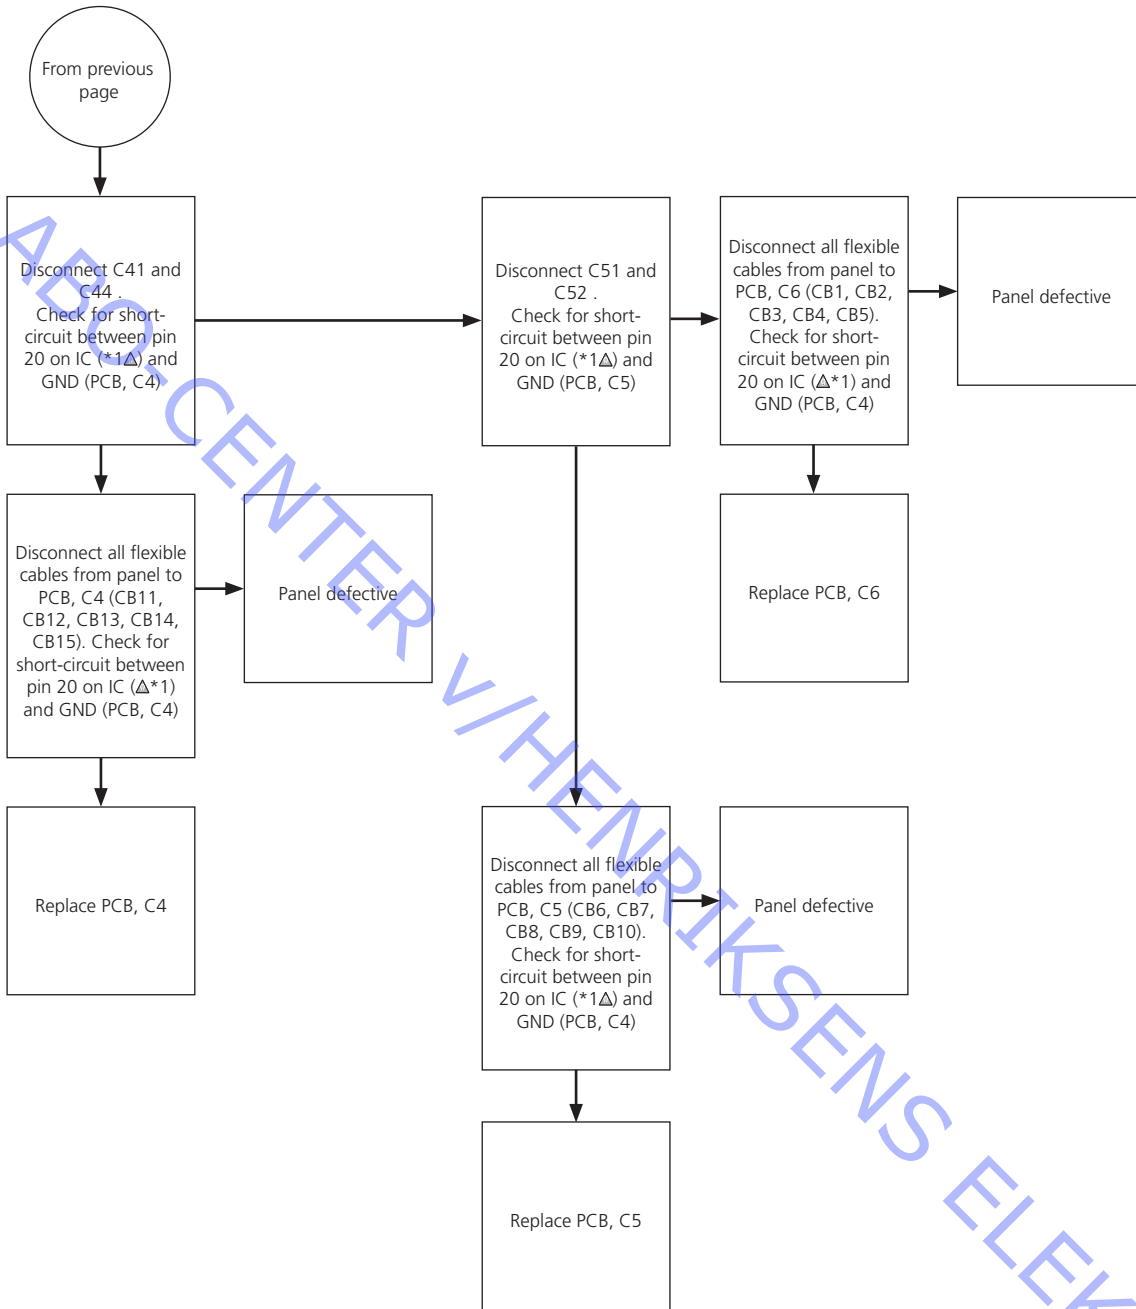 From previous
page
Disconnect C41 and
C44 .
Check for short-
circuit between pin
20 on IC (*1⚠) and
GND (PCB, C4)
Disconnect C51 and
C52 .
Check for short-
circuit between pin
20 on IC (*1⚠) and
GND (PCB, C5)
Disconnect all flexible
cables from panel to
PCB, C6 (CB1, CB2,
CB3, CB4, CB5).
Check for short-
circuit between pin
20 on IC (⚠*1) and
GND (PCB, C4)
Panel defective
Disconnect all flexible
cables from panel to
PCB, C4 (CB11,
CB12, CB13, CB14,
CB15). Check for
short-circuit between
pin 20 on IC (⚠*1)
and GND (PCB, C4)
Panel defective
Replace PCB, C6
Replace PCB, C4
Disconnect all flexible
cables from panel to
PCB, C5 (CB6, CB7,
CB8, CB9, CB10).
Check for short-
circuit between pin
20 on IC (*1⚠) and
GND (PCB, C4)
Panel defective
Replace PCB, C5
ABO-CENTER v/HENRIKSENS ELEK